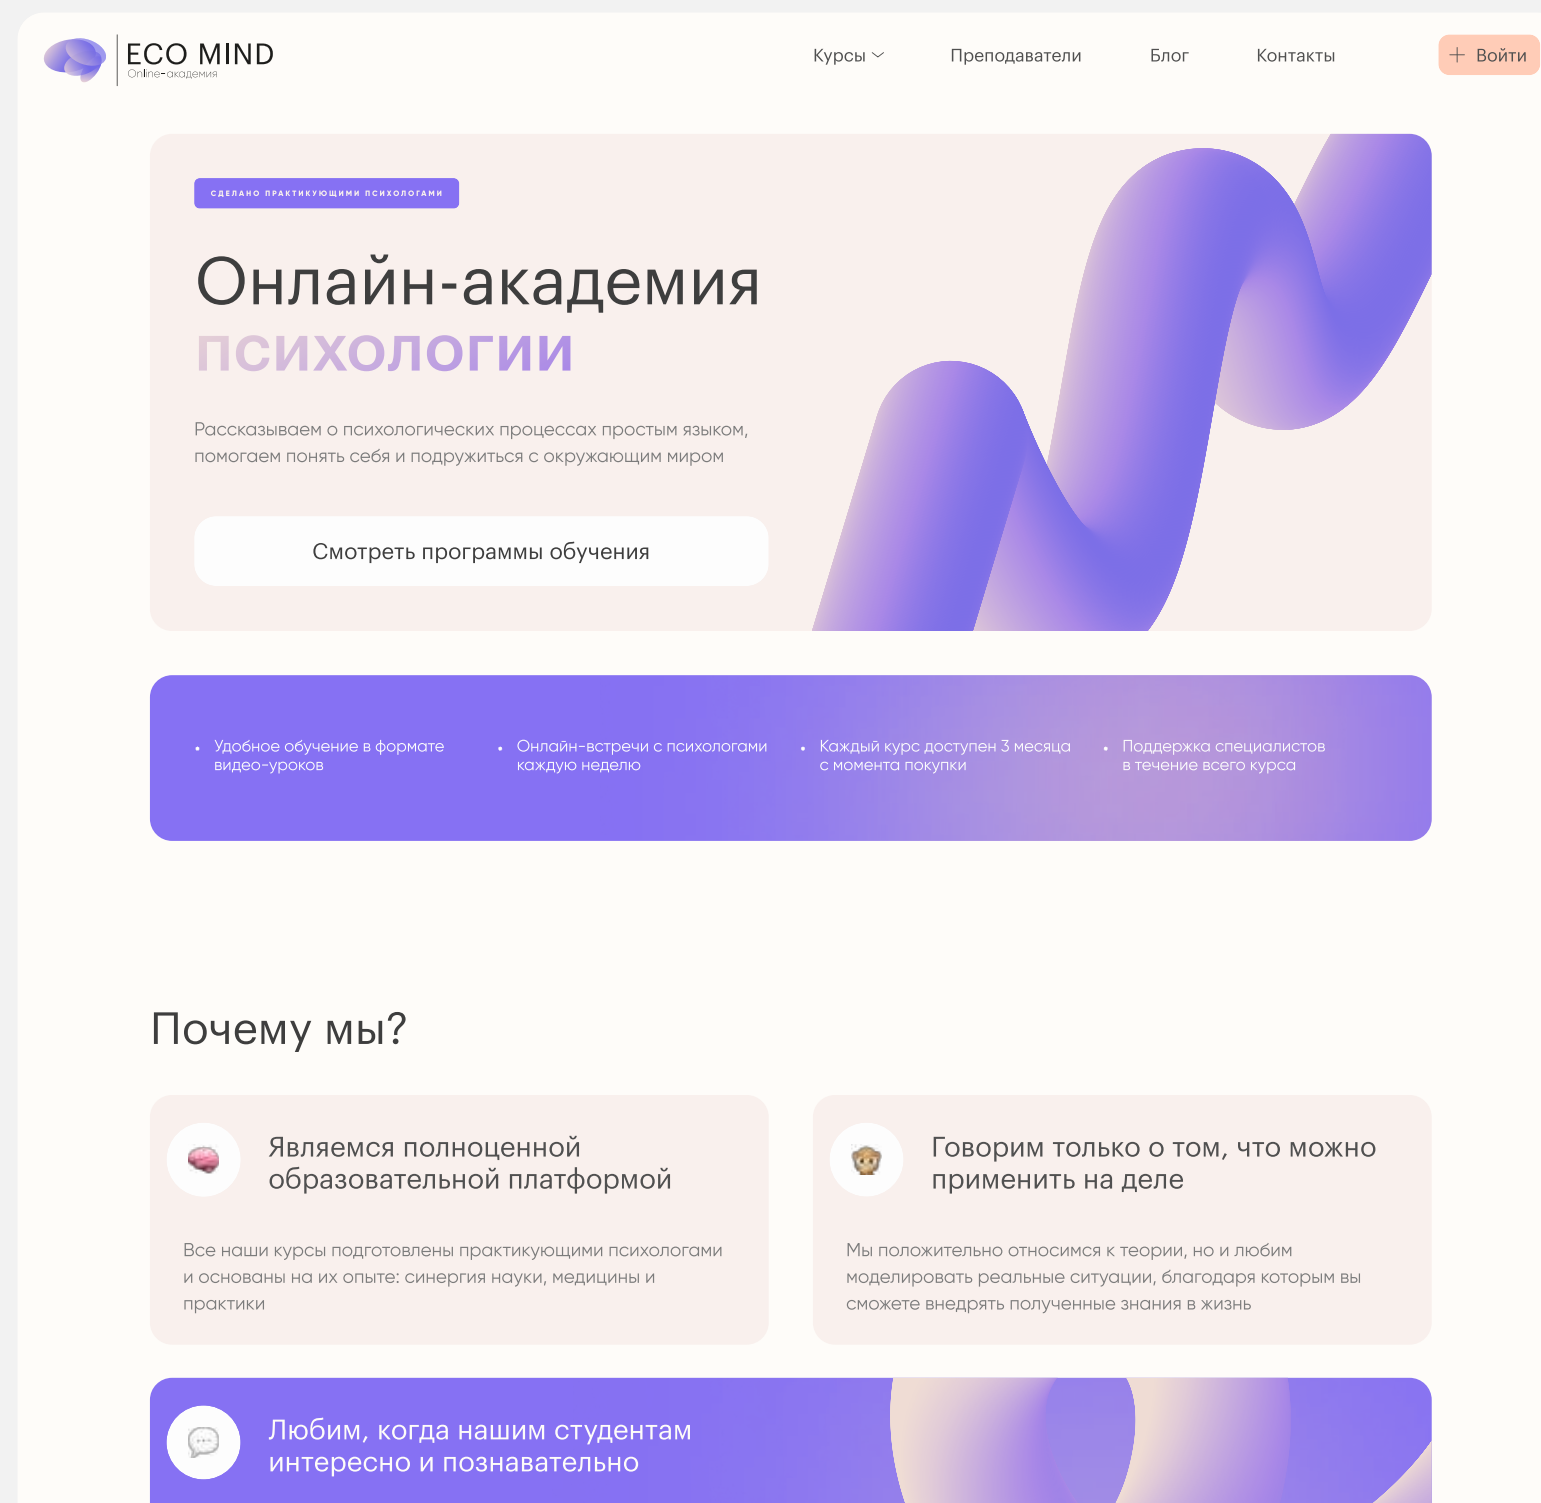 ECO MIND
Online-академия
Курсы
Преподаватели
Блог
Контакты
Войти
СДЕЛАНО ПРАКТИКУЮЩИМИ ПСИХОЛОГАМИ
Онлайн-академия
психологии
Рассказываем о психологических процессах простым языком,
помогаем понять себя и подружиться с окружающим миром
Смотреть программы обучения
Удобное обучение в формате
видео-уроков
Онлайн-встречи с психологами
каждую неделю
Каждый курс доступен 3 месяца
с момента покупки
Поддержка специалистов
в течение всего курса
Почему мы?
Являемся полноценной
образовательной платформой
Все наши курсы подготовлены практикующими психологами
и основаны на их опыте: синергия науки, медицины и
практики
Говорим только о том, что можно
применить на деле
Мы положительно относимся к теории, но и любим
моделировать реальные ситуации, благодаря которым вы
сможете внедрять полученные знания в жизнь
Любим, когда нашим студентам
интересно и познавательно